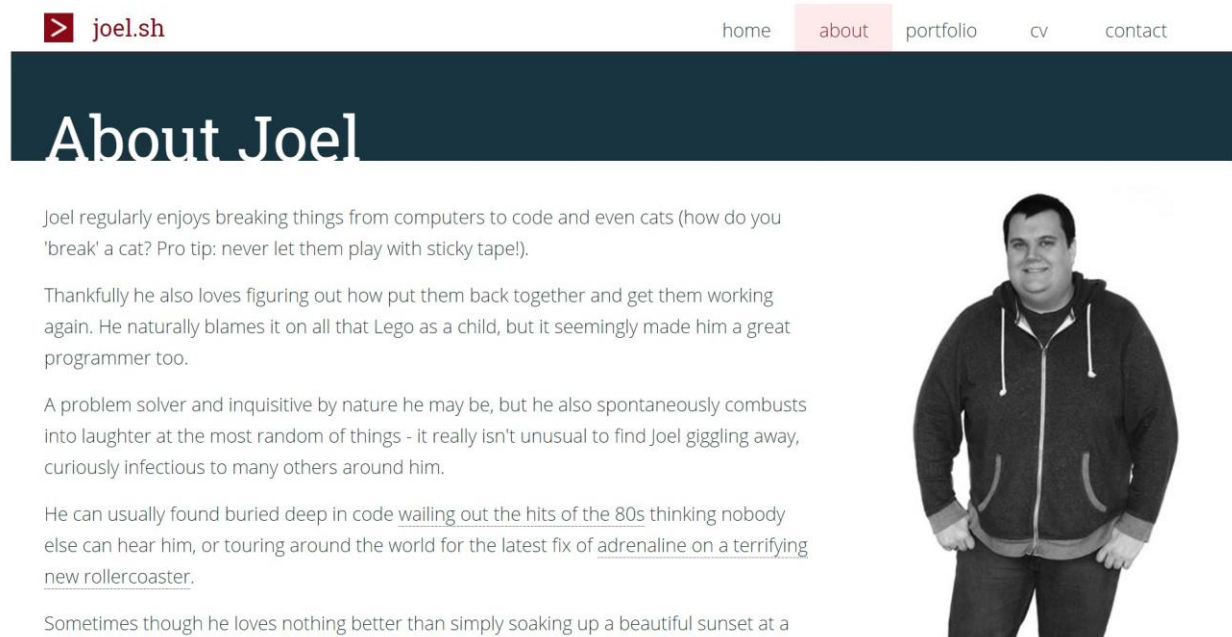 joel.sh
home about portfolio cv contact
About Joel
Joel regularly enjoys breaking things from computers to code and even cats (how do you
'break' a cat? Pro tip: never let them play with sticky tape!).
Thankfully he also loves figuring out how put them back together and get them working
again. He naturally blames it on all that Lego as a child, but it seemingly made him a great
programmer too.
A problem solver and inquisitive by nature he may be, but he also spontaneously combusts
into laughter at the most random of things - it really isn't unusual to find Joel giggling away,
curiously infectious to many others around him.
He can usually found buried deep in code wailing out the hits of the 80s thinking nobody
else can hear him, or touring around the world for the latest fix of adrenaline on a terrifying
new rollercoaster.
Sometimes though he loves nothing better than simply soaking up a beautiful sunset at a